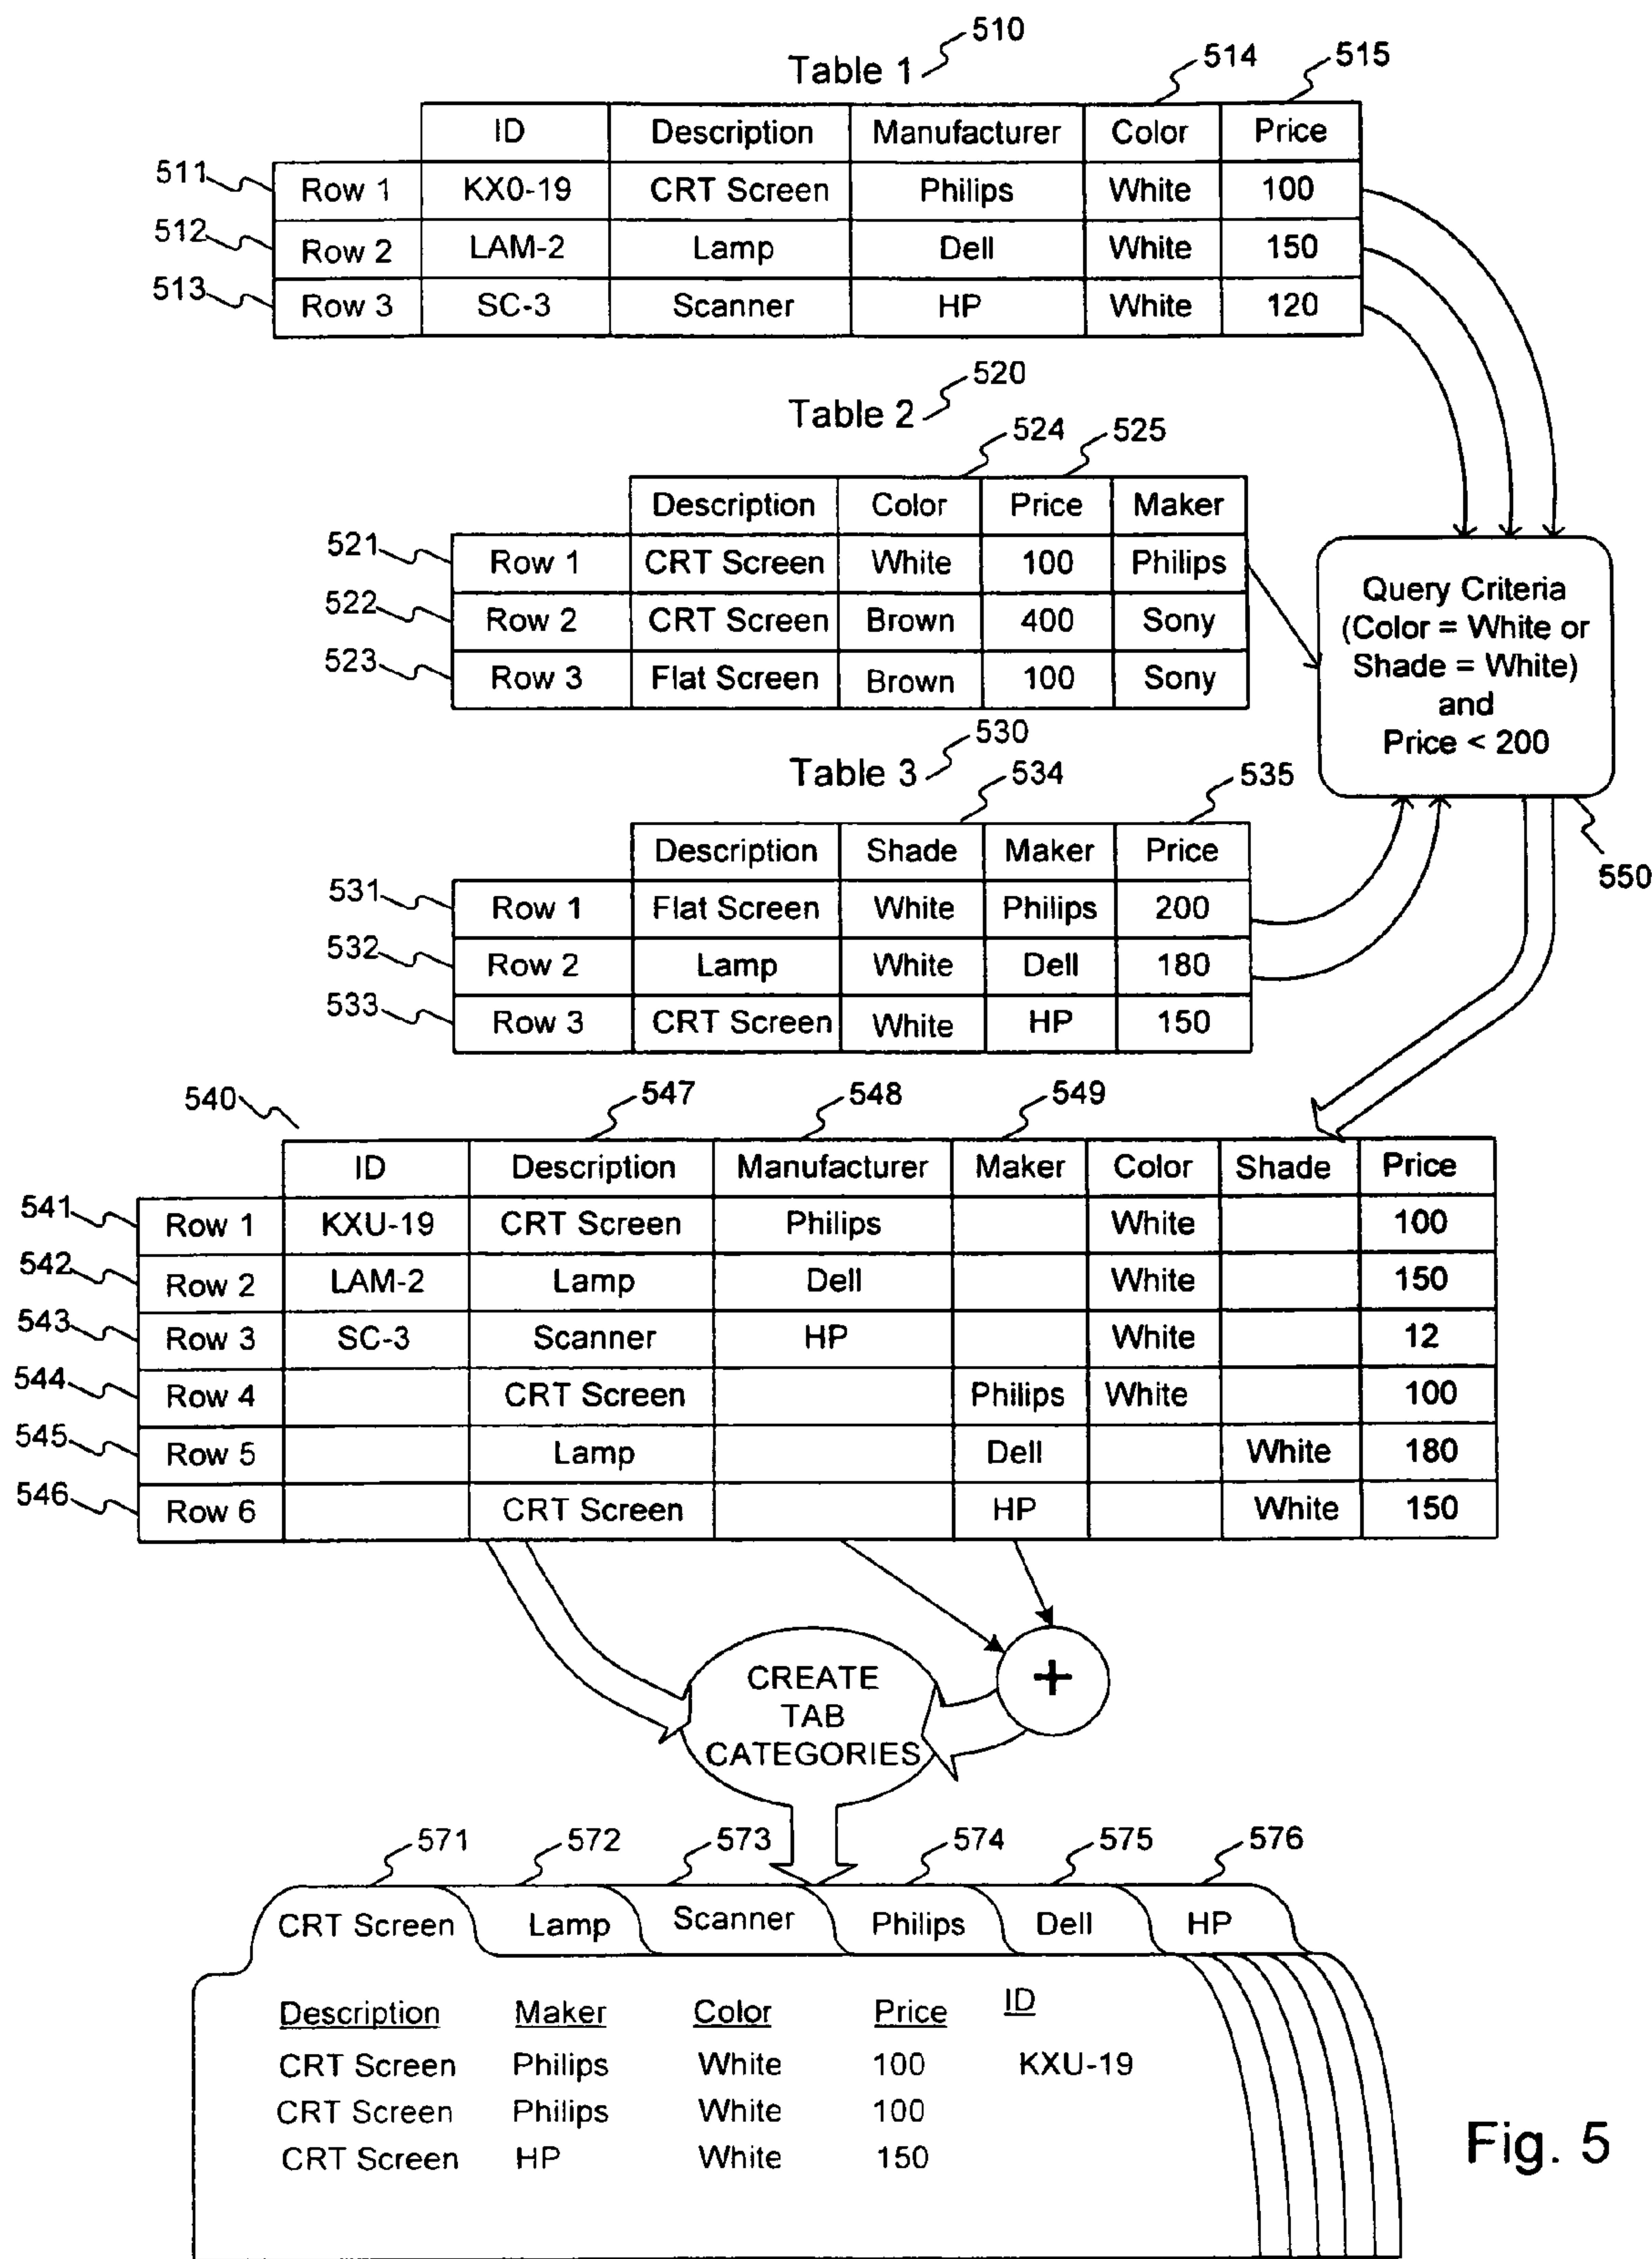 510
Table 1
514
515
ID Description Manufacturer Color Price
511 Row 1 KX0-19 CRT Screen Philips White 100
512 Row 2 LAM-2 Lamp Dell White 150
513 Row 3 SC-3 Scanner HP White 120
520
Table 2
524
525
Description Color Price Maker
521 Row 1 CRT Screen White 100 Philips
522 Row 2 CRT Screen Brown 400 Sony
523 Row 3 Flat Screen Brown 100 Sony
Query Criteria
(Color = White or
Shade = White)
and
Price < 200
550
530
Table 3
534
535
Description Shade Maker Price
531 Row 1 Flat Screen White Philips 200
532 Row 2 Lamp White Dell 180
533 Row 3 CRT Screen White HP 150
540
547
548
549
ID Description Manufacturer Maker Color Shade Price
541 Row 1 KXU-19 CRT Screen Philips White 100
542 Row 2 LAM-2 Lamp Dell White 150
543 Row 3 SC-3 Scanner HP White 12
544 Row 4 CRT Screen Philips White 100
545 Row 5 Lamp Dell White 180
546 Row 6 CRT Screen HP White 150
+
CREATE
TAB
CATEGORIES
571 572 573 574 575 576
CRT Screen Lamp Scanner Philips Dell HP
Description Maker Color Price ID
CRT Screen Philips White 100 KXU-19
CRT Screen Philips White 100
CRT Screen HP White 150
Fig. 5